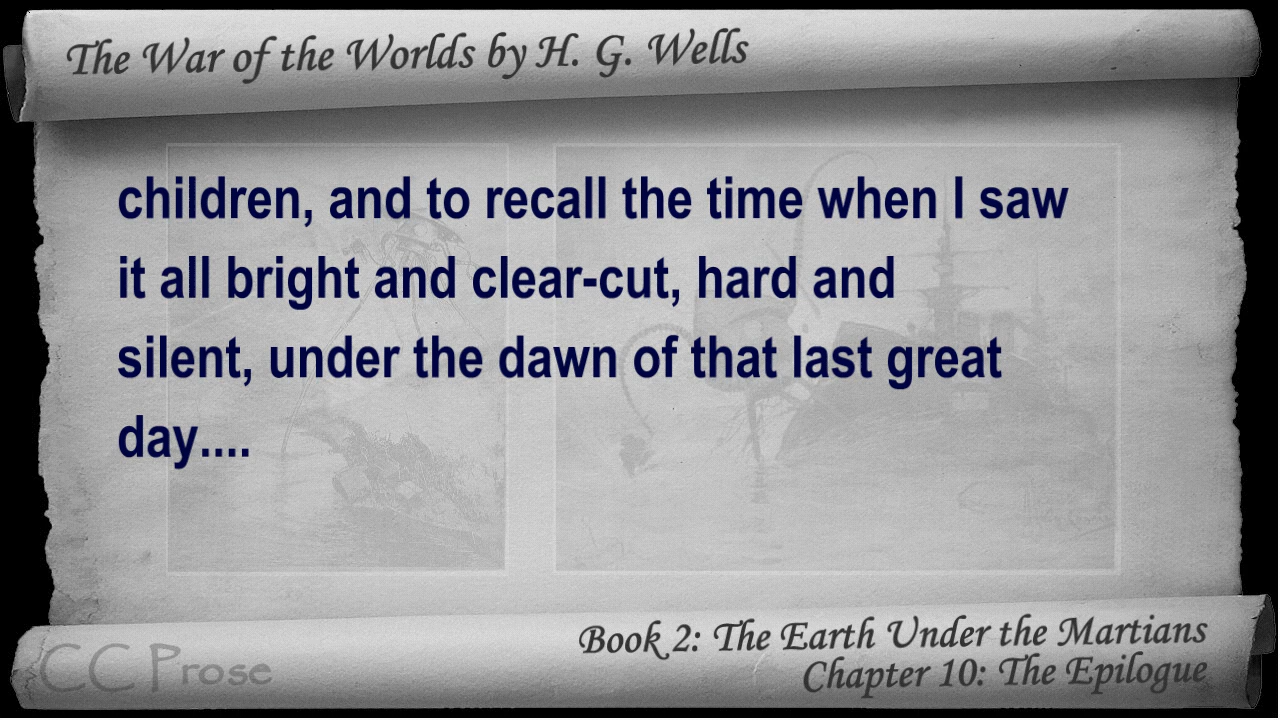 The War of the Worlds by H. G. Wells
children, and to recall the time when I saw
it all bright and clear-cut, hard and
silent, under the dawn of that last great
day....
Book 2: The Earth Under the Martians
Chapter 10: The Epilogue
CC Prose